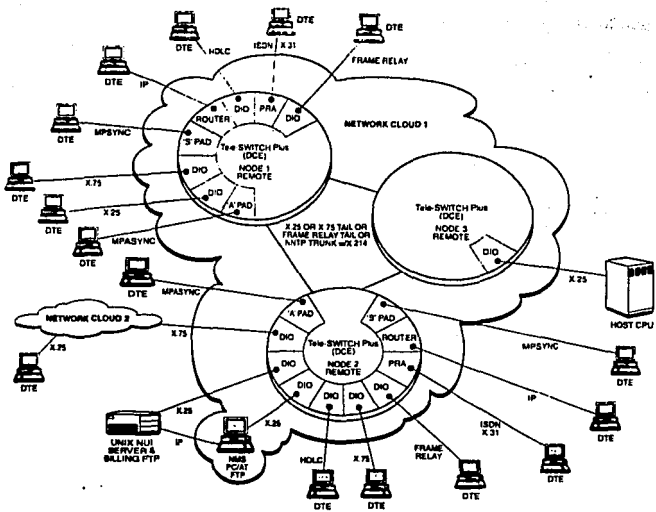 DTE
HDLC
DTE
ISDN X.31
DTE
FRAME RELAY
DTE
IP
DTE
MPSYNC
DTE
X.75
DTE
X.25
DTE
MPASYNC
DTE
ROUTER
DIO
PRA
DIO
'S' PAD
DIO
DIO
'A' PAD
Tele-SWITCH Plus
(DCE)
NODE 1
REMOTE
NETWORK CLOUD 1
Tele-SWITCH Plus
(DCE)
NODE 3
REMOTE
DIO
X.25
HOST CPU
X.25 OR X.75 TAIL OR
FRAME RELAY TAIL OR
NNTP TRUNK w/X.214
MPASYNC
DTE
NETWORK CLOUD 2
X.75
X.25
DTE
'A' PAD
'S' PAD
DIO
ROUTER
DIO
PRA
DIO
DIO
DIO
DIO
Tele-SWITCH Plus
(DCE)
NODE 2
REMOTE
MPSYNC
DTE
IP
DTE
ISDN
X.31
DTE
FRAME
RELAY
DTE
X.75
DTE
HDLC
DTE
X.25
X.25
IP
UNIX NUI
SERVER &
BILLING FTP
NMS
PC/AT
FTP